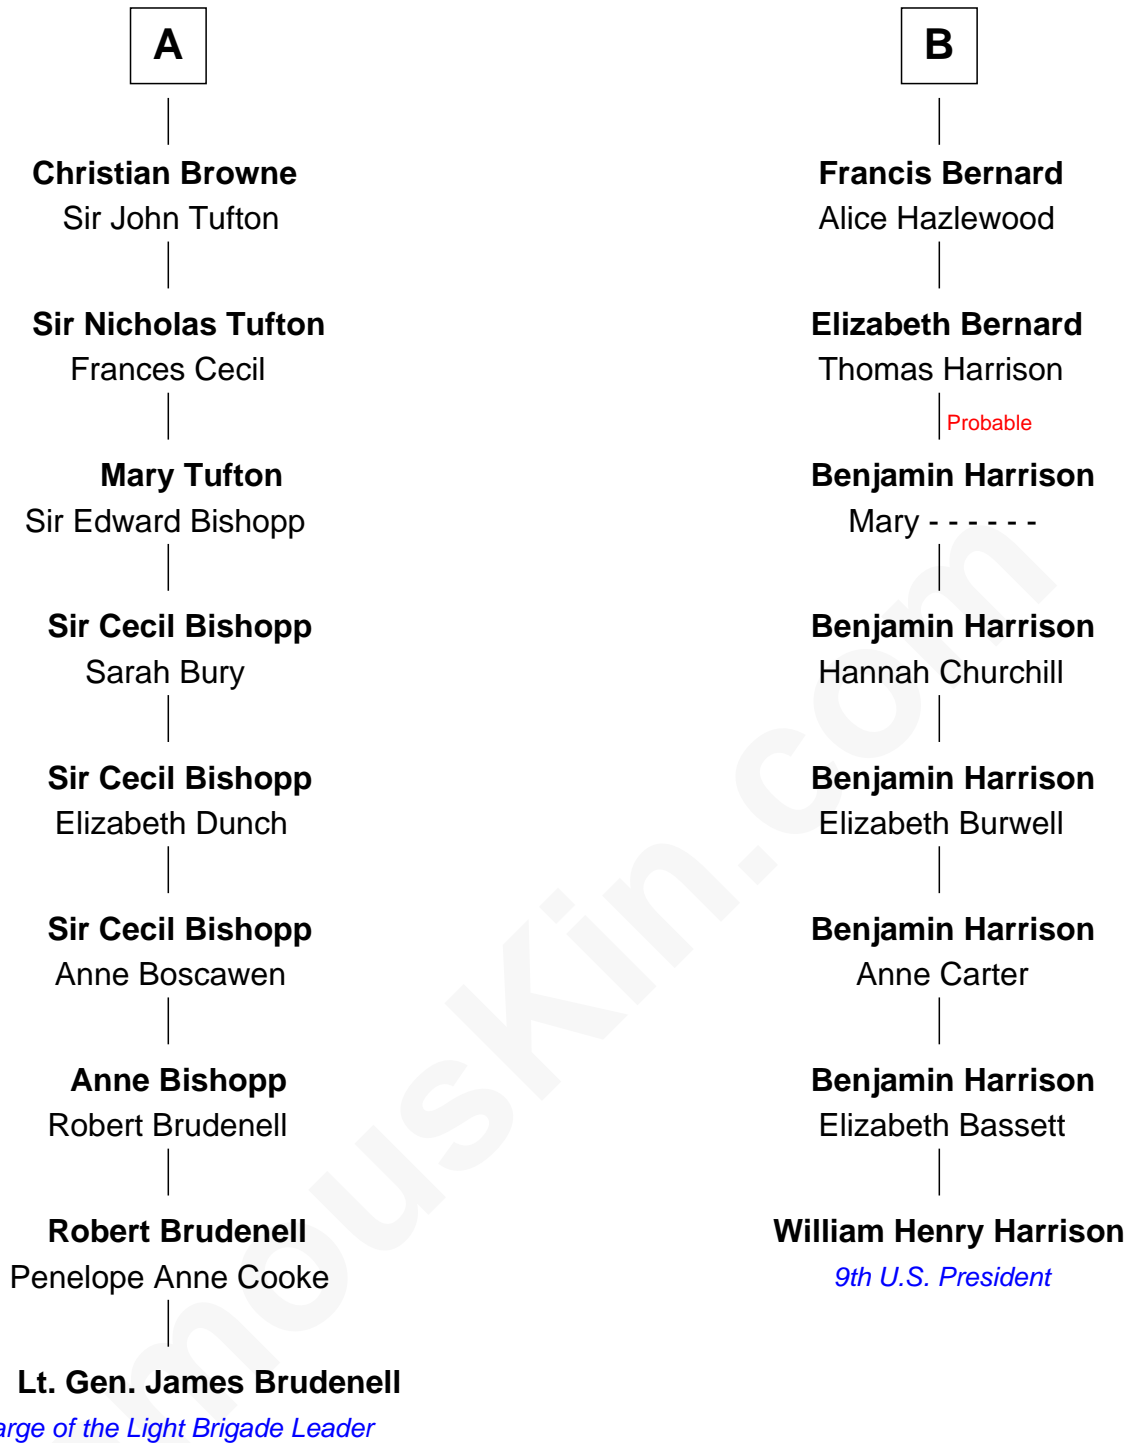 A
Christian Browne
Sir John Tufton
Sir Nicholas Tufton
Frances Cecil
Mary Tufton
Sir Edward Bishopp
Sir Cecil Bishopp
Sarah Bury
Sir Cecil Bishopp
Elizabeth Dunch
Sir Cecil Bishopp
Anne Boscawen
Anne Bishopp
Robert Brudenell
Robert Brudenell
Penelope Anne Cooke
Lt. Gen. James Brudenell
arge of the Light Brigade Leader
B
Francis Bernard
Alice Hazlewood
Elizabeth Bernard
Thomas Harrison
Probable
Benjamin Harrison
Mary - - - - - -
Benjamin Harrison
Hannah Churchill
Benjamin Harrison
Elizabeth Burwell
Benjamin Harrison
Anne Carter
Benjamin Harrison
Elizabeth Bassett
William Henry Harrison
9th U.S. President
mousKin.com